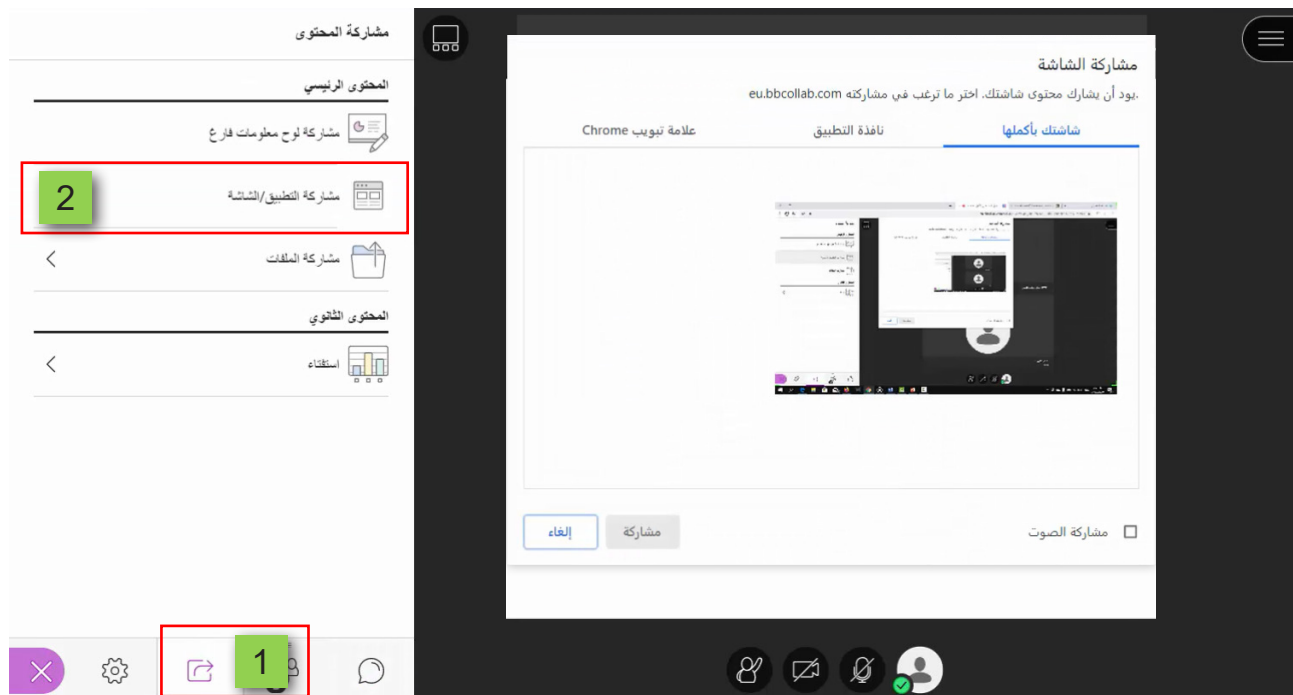 مشاركة المحتوى
المحتوى الرئيسي
مشاركة لوح معلومات فارغ
2
مشاركة التطبيق/الشاشة
مشاركة الملفات
المحتوى الثانوي
استفتاء
1
مشاركة الشاشة
يود أن يشارك محتوى شاشتك. اختر ما ترغب في مشاركته eu.bbcollab.com.
شاشتك بأكملها
نافذة التطبيق
علامة تبويب Chrome
مشاركة الصوت
مشاركة
إلغاء